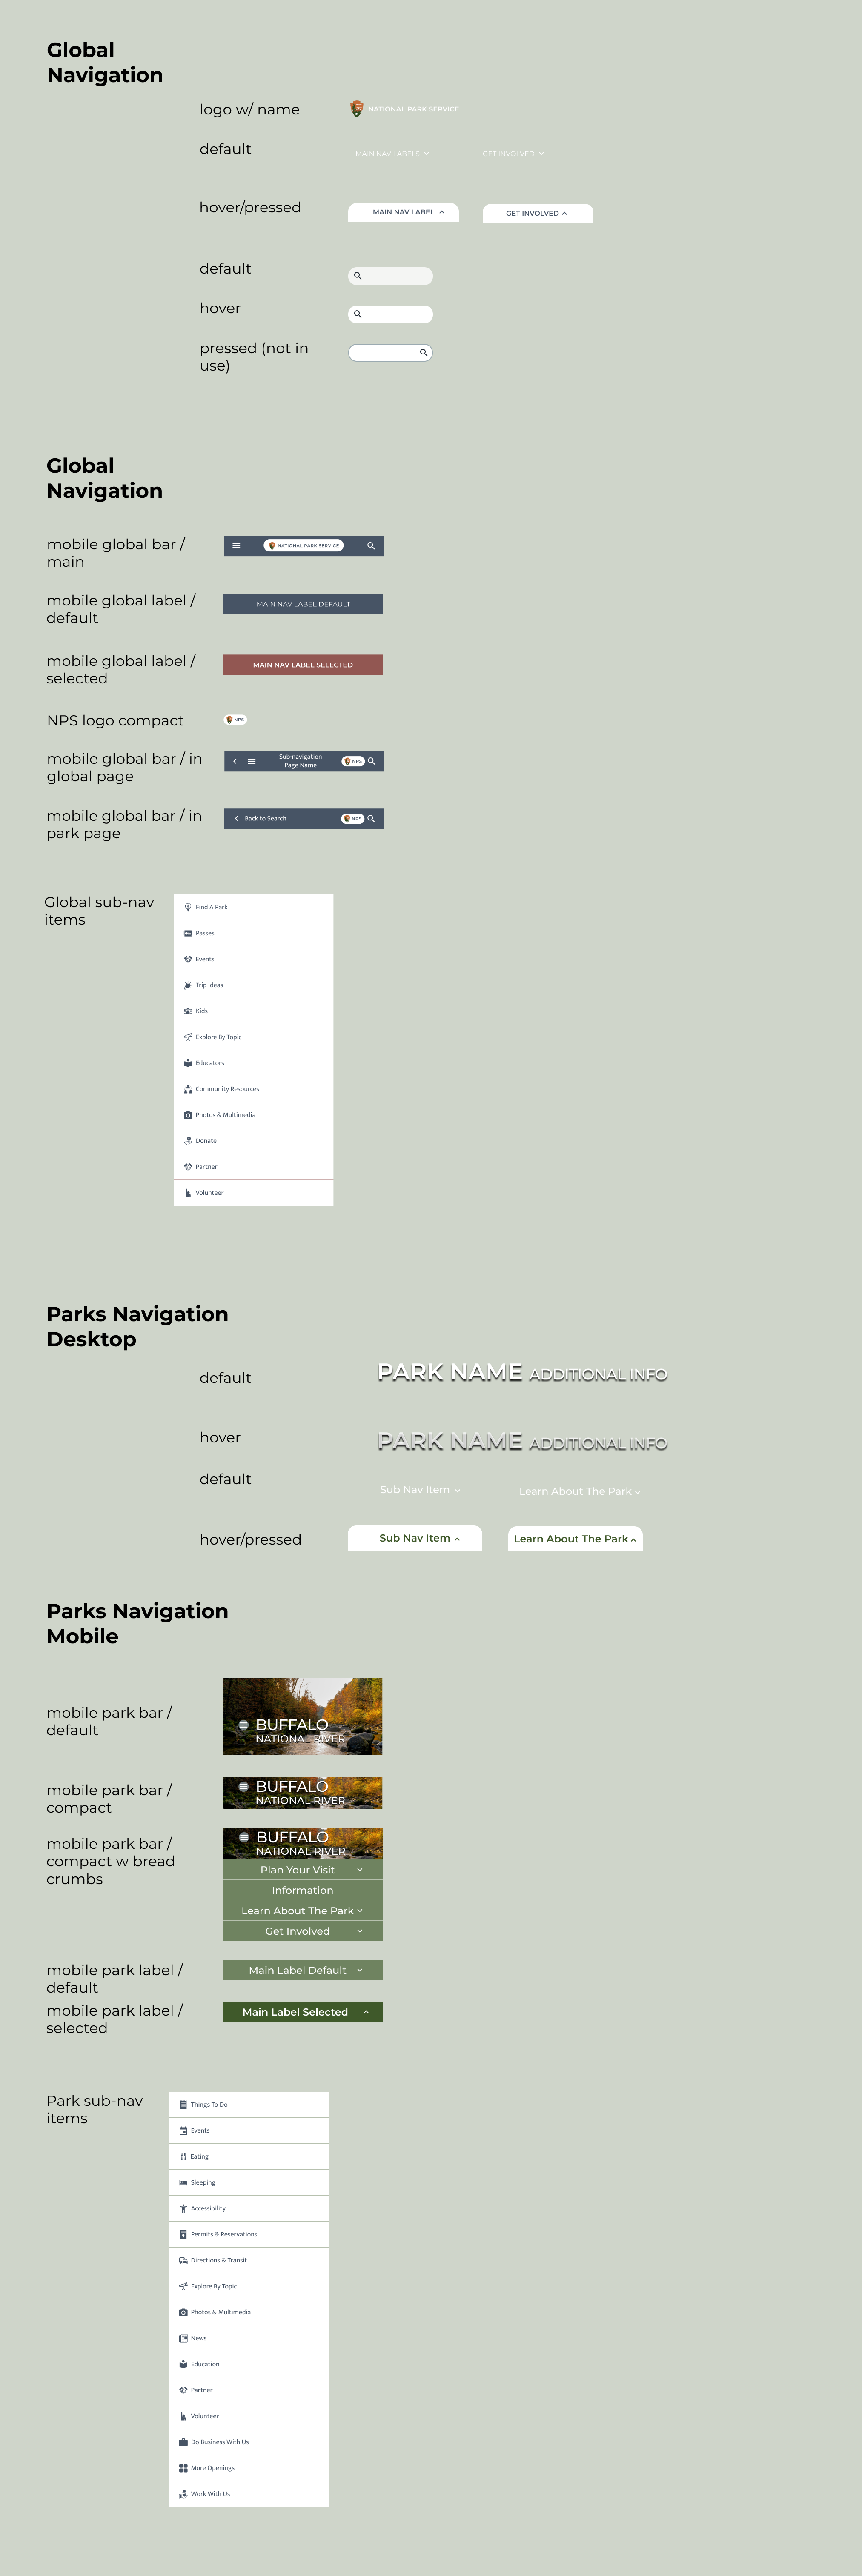 Global
Navigation
logo w/ name
NATIONAL PARK SERVICE
default
MAIN NAV LABELS
GET INVOLVED
hover/pressed
MAIN NAV LABEL
GET INVOLVED
default
hover
pressed (not in
use)
Global
Navigation
mobile global bar /
main
NATIONAL PARK SERVICE
mobile global label /
default
MAIN NAV LABEL DEFAULT
mobile global label /
selected
MAIN NAV LABEL SELECTED
NPS logo compact
NPS
mobile global bar / in
global page
Sub-navigation
Page Name
NPS
mobile global bar / in
park page
Back to Search
NPS
Global sub-nav
items
Find A Park
Passes
Events
Trip Ideas
Kids
Explore By Topic
Educators
Community Resources
Photos & Multimedia
Donate
Partner
Volunteer
Parks Navigation
Desktop
default
PARK NAME ADDITIONAL INFO
hover
PARK NAME ADDITIONAL INFO
default
Sub Nav Item
Learn About The Park
hover/pressed
Sub Nav Item
Learn About The Park
Parks Navigation
Mobile
mobile park bar /
default
BUFFALO
NATIONAL RIVER
mobile park bar /
compact
BUFFALO
NATIONAL RIVER
mobile park bar /
compact w bread
crumbs
BUFFALO
NATIONAL RIVER
Plan Your Visit
Information
Learn About The Park
Get Involved
mobile park label /
default
Main Label Default
mobile park label /
selected
Main Label Selected
Park sub-nav
items
Things To Do
Events
Eating
Sleeping
Accessibility
Permits & Reservations
Directions & Transit
Explore By Topic
Photos & Multimedia
News
Education
Partner
Volunteer
Do Business With Us
More Openings
Work With Us